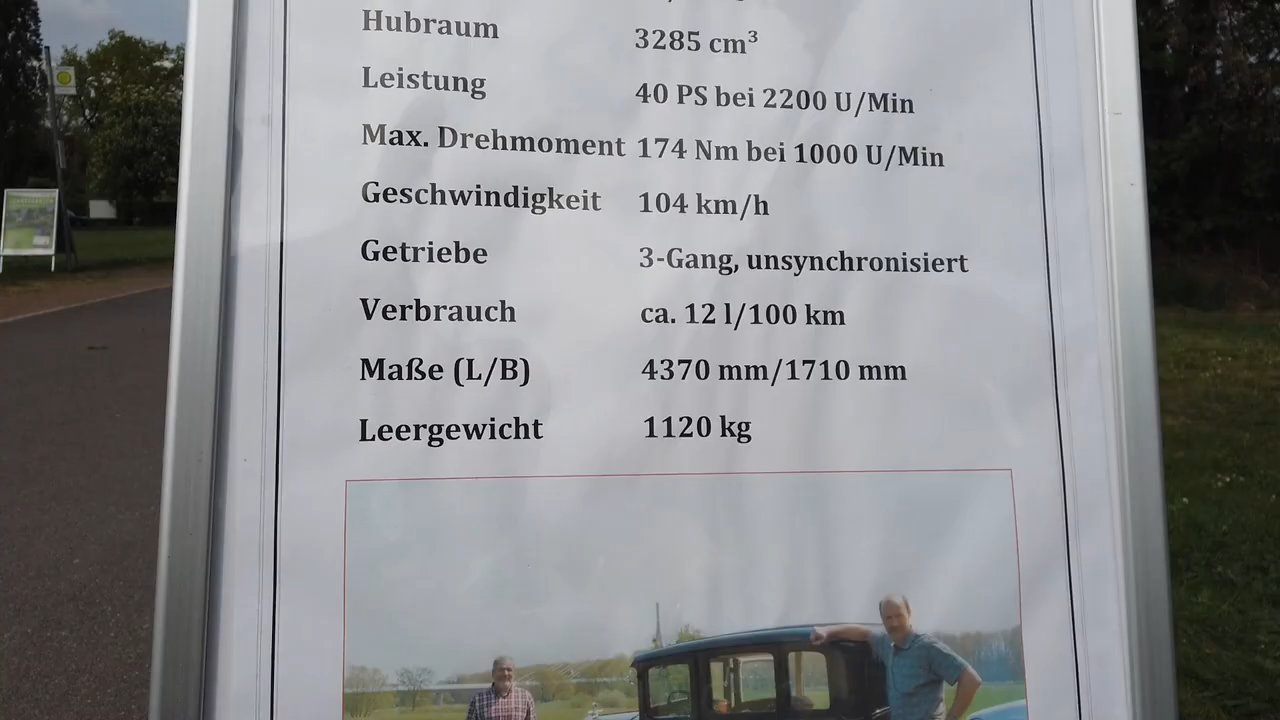 Hubraum 3285 cm³
Leistung 40 PS bei 2200 U/Min
Max. Drehmoment 174 Nm bei 1000 U/Min
Geschwindigkeit 104 km/h
Getriebe 3-Gang, unsynchronisiert
Verbrauch ca. 12 l/100 km
Maße (L/B) 4370 mm/1710 mm
Leergewicht 1120 kg